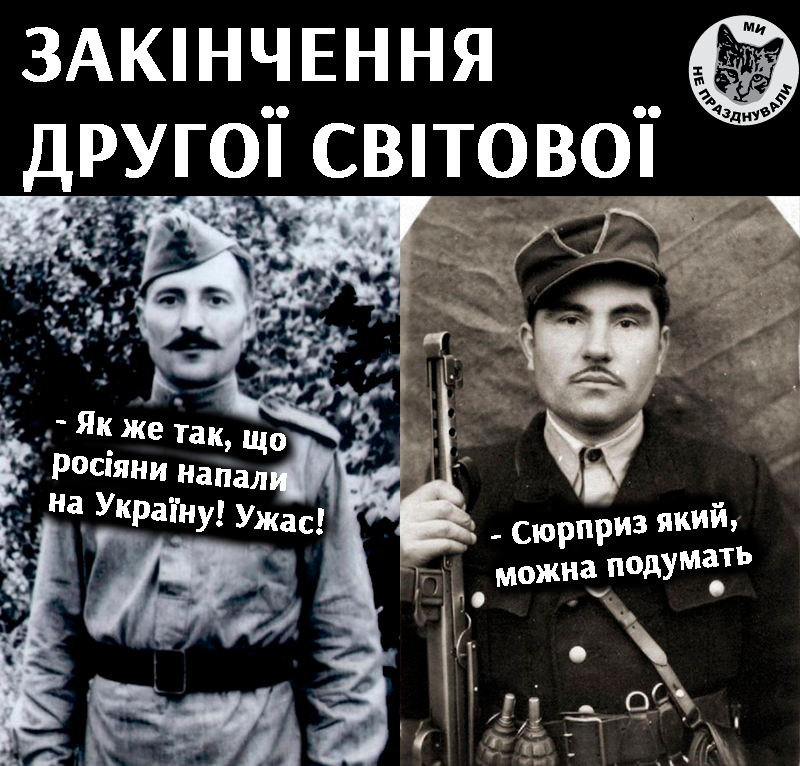 ЗАКІНЧЕННЯ
ДРУГОЇ СВІТОВОЇ
МИ
НЕ ПРАЗДНУВАЛИ
- Як же так, що
росіяни напали
на Україну! Ужас!
- Сюрприз який,
можна подумать